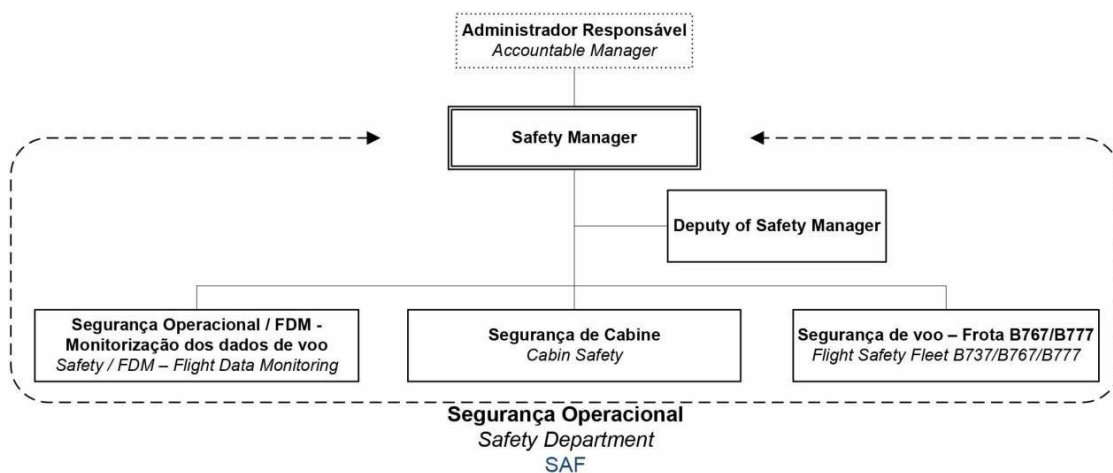 Administrador Responsável
Accountable Manager
Safety Manager
Deputy of Safety Manager
Segurança Operacional / FDM -
Monitorização dos dados de voo
Safety / FDM – Flight Data Monitoring
Segurança de Cabine
Cabin Safety
Segurança de voo – Frota B767/B777
Flight Safety Fleet B737/B767/B777
Segurança Operacional
Safety Department
SAF